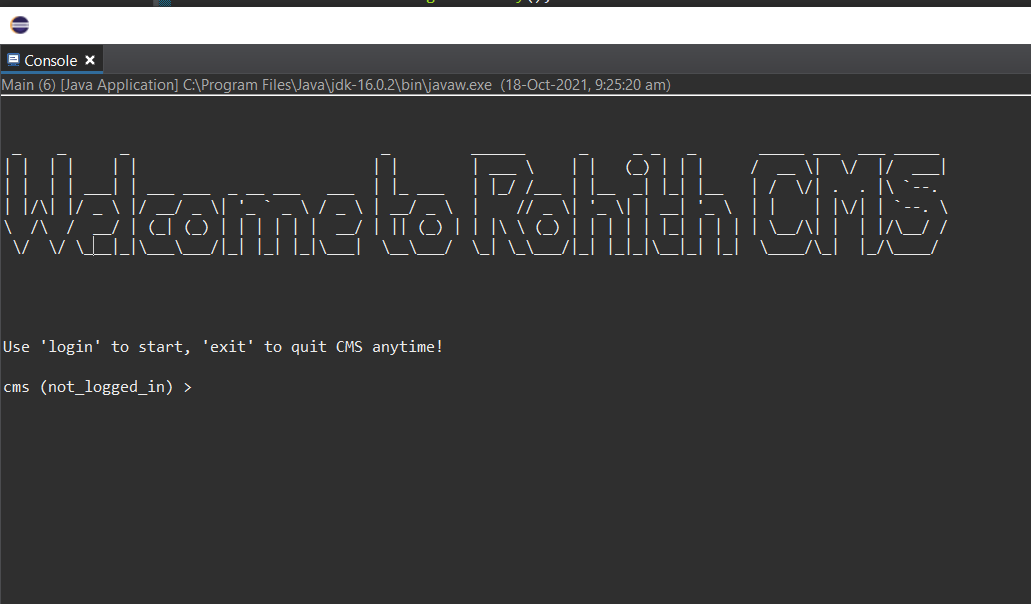 Console
Main (6) [Java Application] C:\Program Files\Java\jdk-16.0.2\bin\javaw.exe (18-Oct-2021, 9:25:20 am)
Welcome to Rohith CMS
Use 'login' to start, 'exit' to quit CMS anytime!
cms (not_logged_in) >